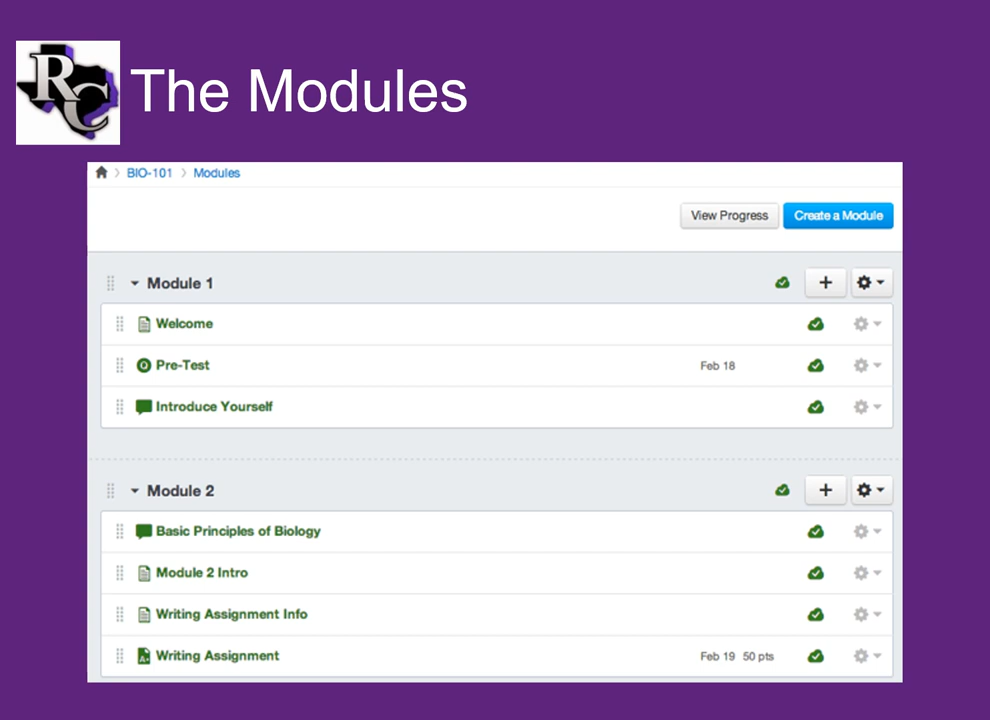 RC
The Modules
BIO-101 > Modules
View Progress Create a Module
Module 1
Welcome
Pre-Test Feb 18
Introduce Yourself
Module 2
Basic Principles of Biology
Module 2 Intro
Writing Assignment Info
Writing Assignment Feb 19 50 pts